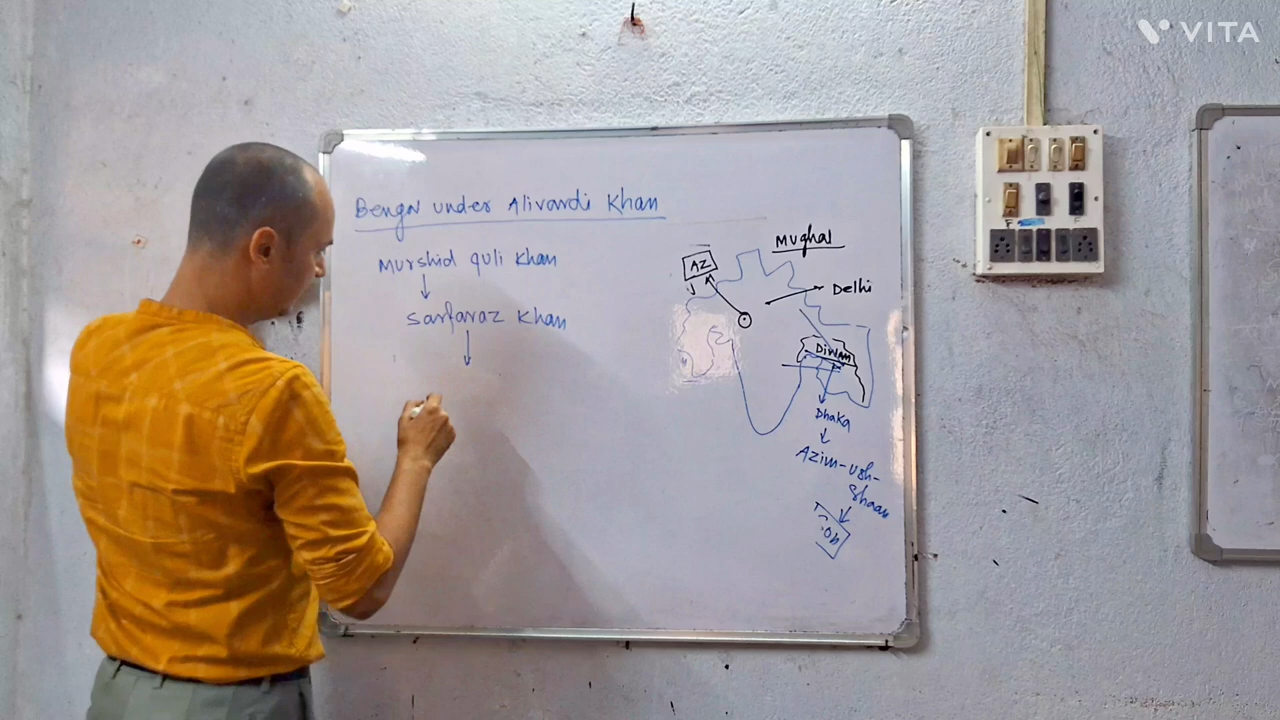 VITA
Bengal under Alivardi Khan
Murshid quli Khan
Sarfaraz Khan
Mughal
AZ
Delhi
Diwan
Dhaka
Azim-ush-
Shaan
F F